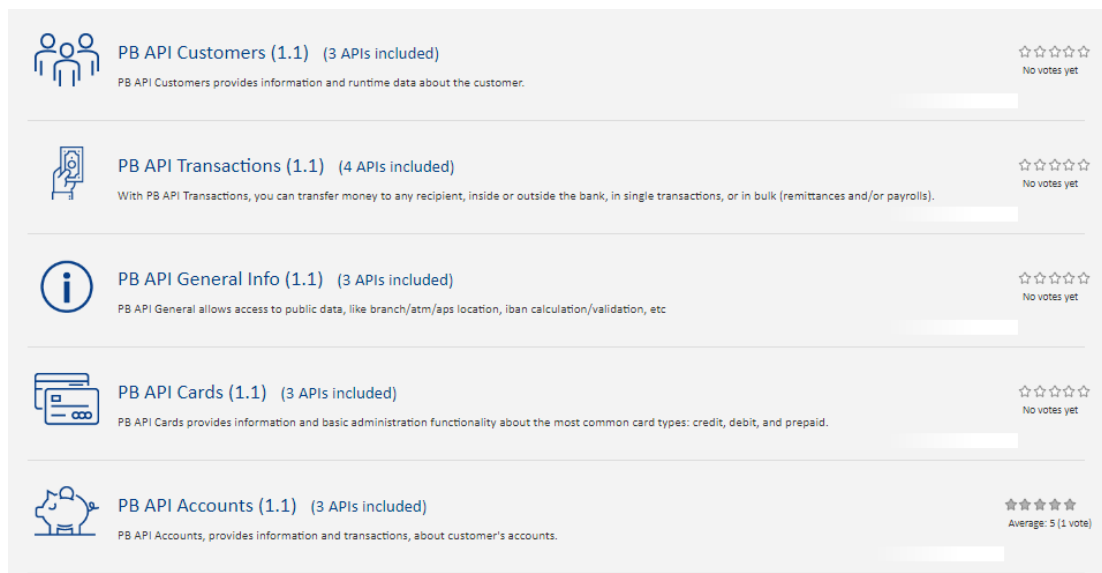 PB API Customers (1.1) (3 APIs included)
No votes yet
PB API Customers provides information and runtime data about the customer.
PB API Transactions (1.1) (4 APIs included)
No votes yet
With PB API Transactions, you can transfer money to any recipient, inside or outside the bank, in single transactions, or in bulk (remittances and/or payrolls).
PB API General Info (1.1) (3 APIs included)
No votes yet
PB API General allows access to public data, like branch/atm/aps location, iban calculation/validation, etc
PB API Cards (1.1) (3 APIs included)
No votes yet
PB API Cards provides information and basic administration functionality about the most common card types: credit, debit, and prepaid.
PB API Accounts (1.1) (3 APIs included)
Average: 5 (1 vote)
PB API Accounts, provides information and transactions, about customer's accounts.